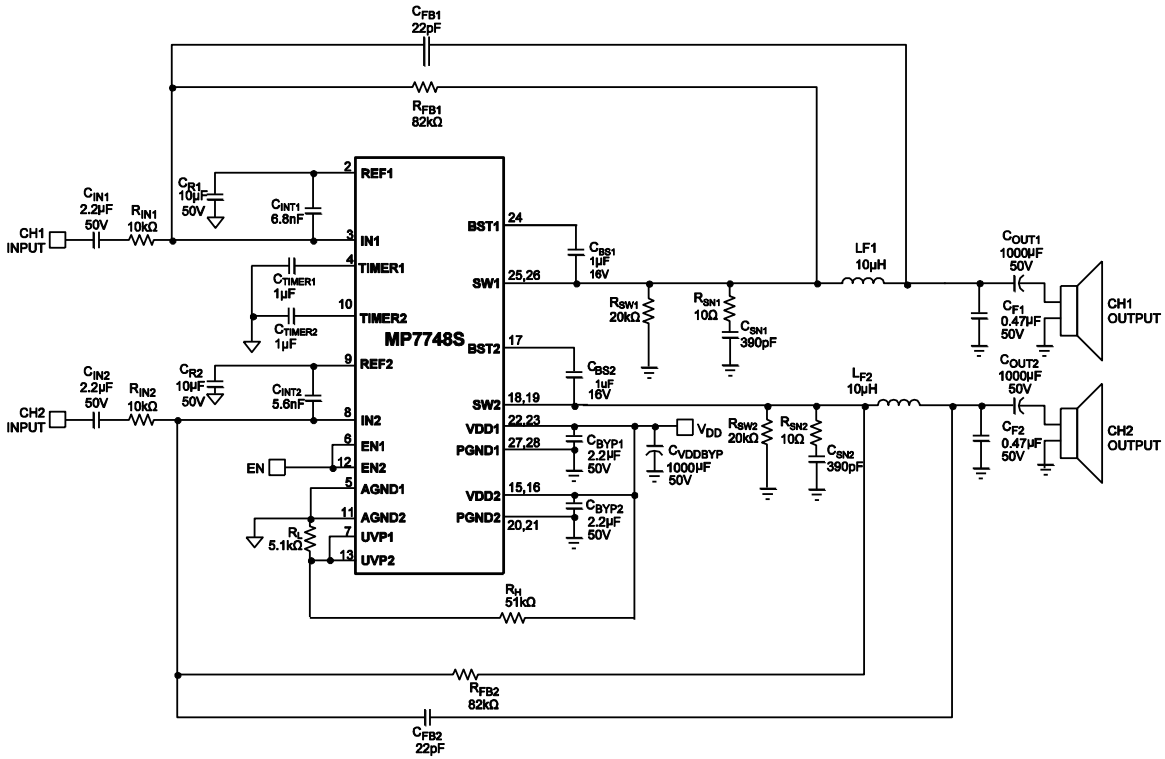 CFB1
22pF
RFB1
82kΩ
CR1
10µF
50V
CINT1
6.8nF
2
REF1
CIN1
2.2µF
50V
RIN1
10kΩ
CH1
INPUT
3
IN1
4
TIMER1
CTIMER1
1µF
10
TIMER2
CTIMER2
1µF
MP7748S
BST1
24
CBS1
1µF
16V
SW1
25,26
RSW1
20kΩ
RSN1
10Ω
CSN1
390pF
LF1
10µH
COUT1
1000µF
50V
CF1
0.47µF
50V
CH1
OUTPUT
9
REF2
CR2
10µF
50V
CINT2
5.6nF
CIN2
2.2µF
50V
RIN2
10kΩ
CH2
INPUT
8
IN2
BST2
17
CBS2
1uF
16V
SW2
18,19
RSW2
20kΩ
RSN2
10Ω
CSN2
390pF
LF2
10µH
COUT2
1000µF
50V
CF2
0.47µF
50V
CH2
OUTPUT
6
EN1
EN
12
EN2
5
AGND1
11
AGND2
RL
5.1kΩ
7
UVP1
13
UVP2
VDD1
22,23
VDD
PGND1
27,28
CBYP1
2.2µF
50V
CVDDBYP
1000µF
50V
VDD2
15,16
PGND2
20,21
CBYP2
2.2µF
50V
RH
51kΩ
RFB2
82kΩ
CFB2
22pF